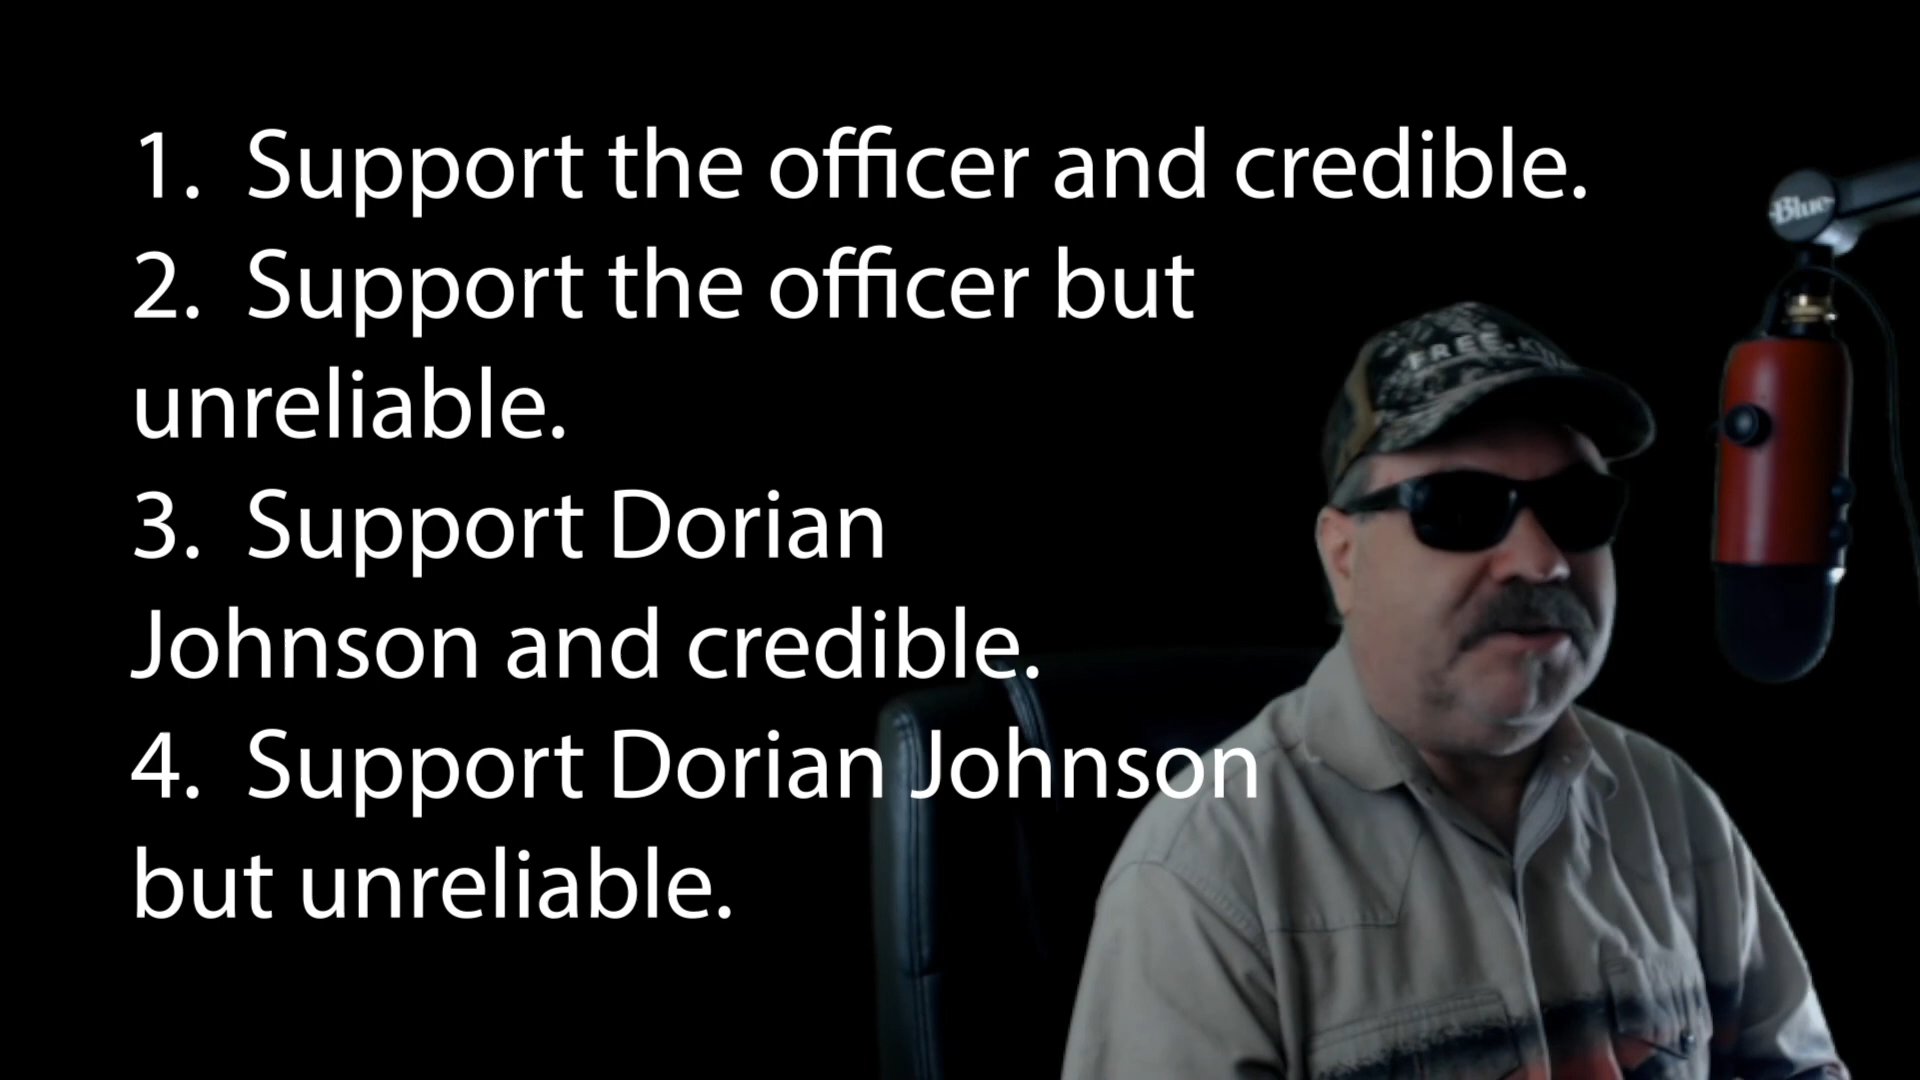 1. Support the officer and credible.
2. Support the officer but
unreliable.
3. Support Dorian
Johnson and credible.
4. Support Dorian Johnson
but unreliable.
Blue